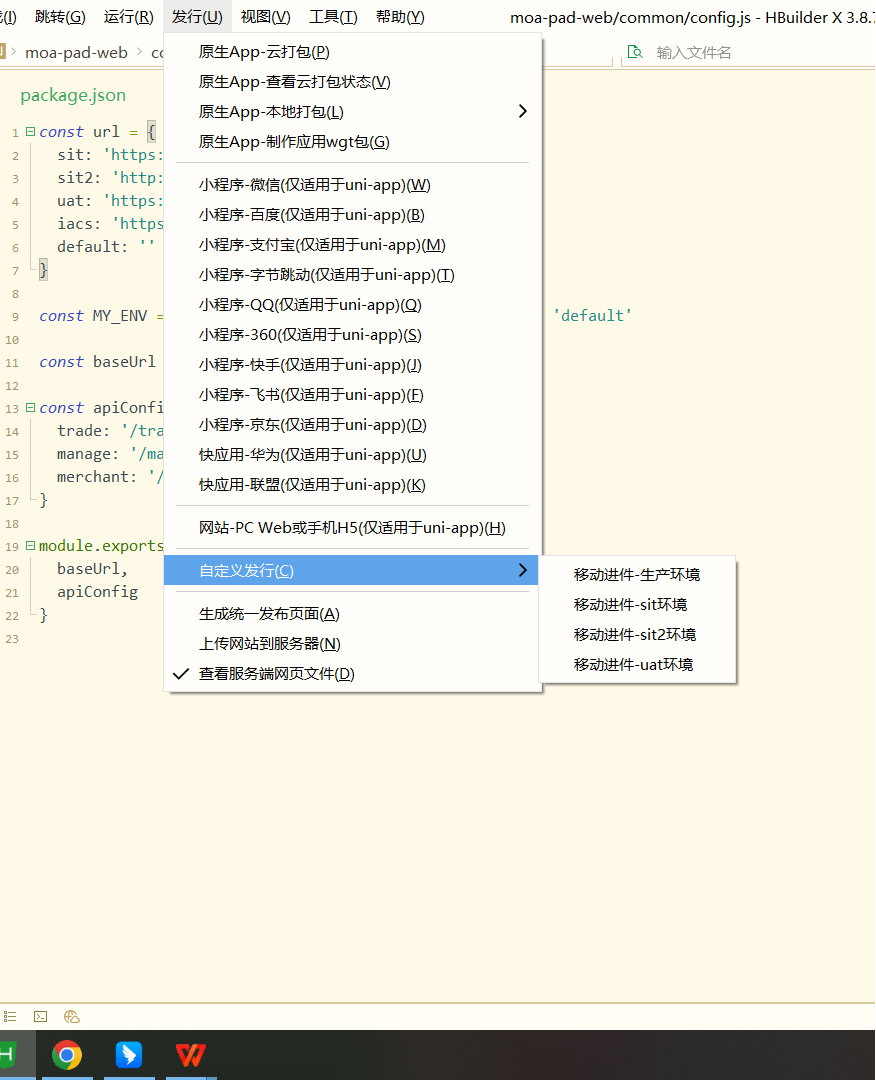 (I) 跳转(G) 运行(R) 发行(U) 视图(V) 工具(T) 帮助(Y) moa-pad-web/common/config.js - HBuilder X 3.8.7
moa-pad-web
输入文件名
package.json
1 const url = {
2 sit: 'https:
3 sit2: 'http:
4 uat: 'https:
5 iacs: 'https
6 default: ''
7 }
8
9 const MY_ENV = 'default'
10
11 const baseUrl
12
13 const apiConfi
14 trade: '/tra
15 manage: '/ma
16 merchant: '/
17 }
18
19 module.exports
20 baseUrl,
21 apiConfig
22 }
23
原生App-云打包(P)
原生App-查看云打包状态(V)
原生App-本地打包(L)
原生App-制作应用wgt包(G)
小程序-微信(仅适用于uni-app)(W)
小程序-百度(仅适用于uni-app)(B)
小程序-支付宝(仅适用于uni-app)(M)
小程序-字节跳动(仅适用于uni-app)(T)
小程序-QQ(仅适用于uni-app)(Q)
小程序-360(仅适用于uni-app)(S)
小程序-快手(仅适用于uni-app)(J)
小程序-飞书(仅适用于uni-app)(F)
小程序-京东(仅适用于uni-app)(D)
快应用-华为(仅适用于uni-app)(U)
快应用-联盟(仅适用于uni-app)(K)
网站-PC Web或手机H5(仅适用于uni-app)(H)
自定义发行(C)
生成统一发布页面(A)
上传网站到服务器(N)
查看服务端网页文件(D)
移动进件-生产环境
移动进件-sit环境
移动进件-sit2环境
移动进件-uat环境